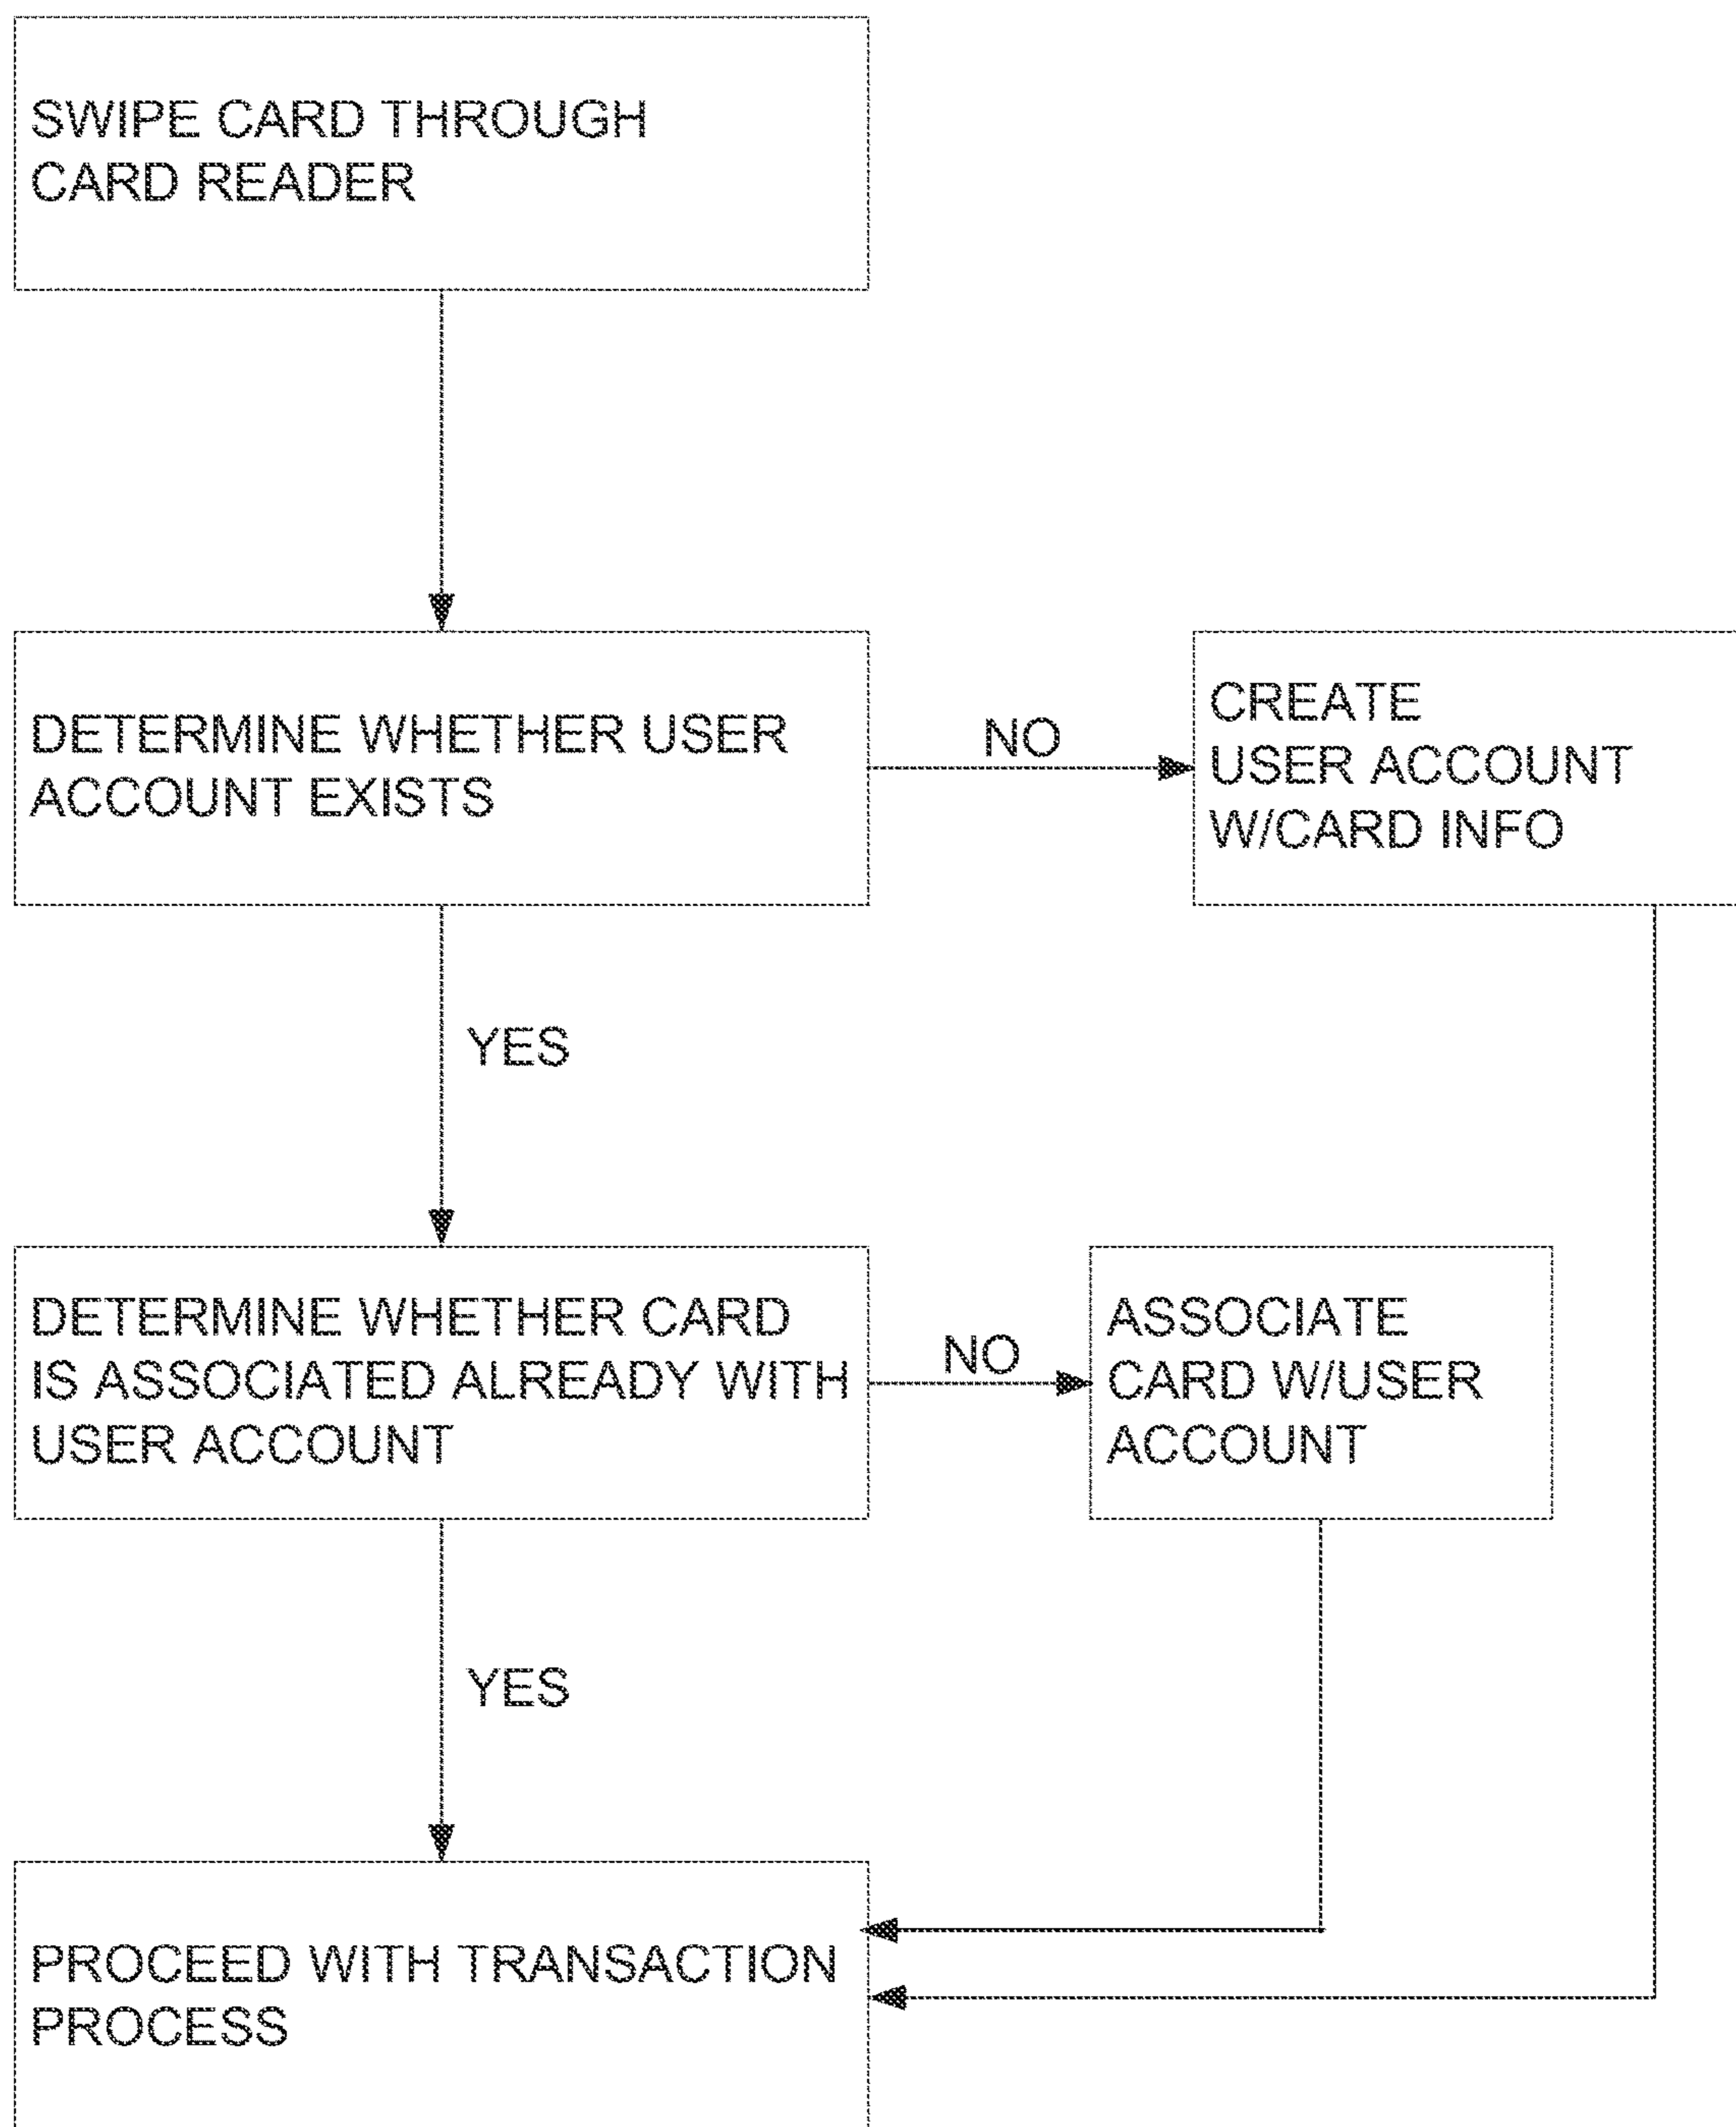 SWIPE CARD THROUGH
CARD READER
DETERMINE WHETHER USER
ACCOUNT EXISTS
NO
CREATE
USER ACCOUNT
W/CARD INFO
YES
DETERMINE WHETHER CARD
IS ASSOCIATED ALREADY WITH
USER ACCOUNT
NO
ASSOCIATE
CARD W/USER
ACCOUNT
YES
PROCEED WITH TRANSACTION
PROCESS